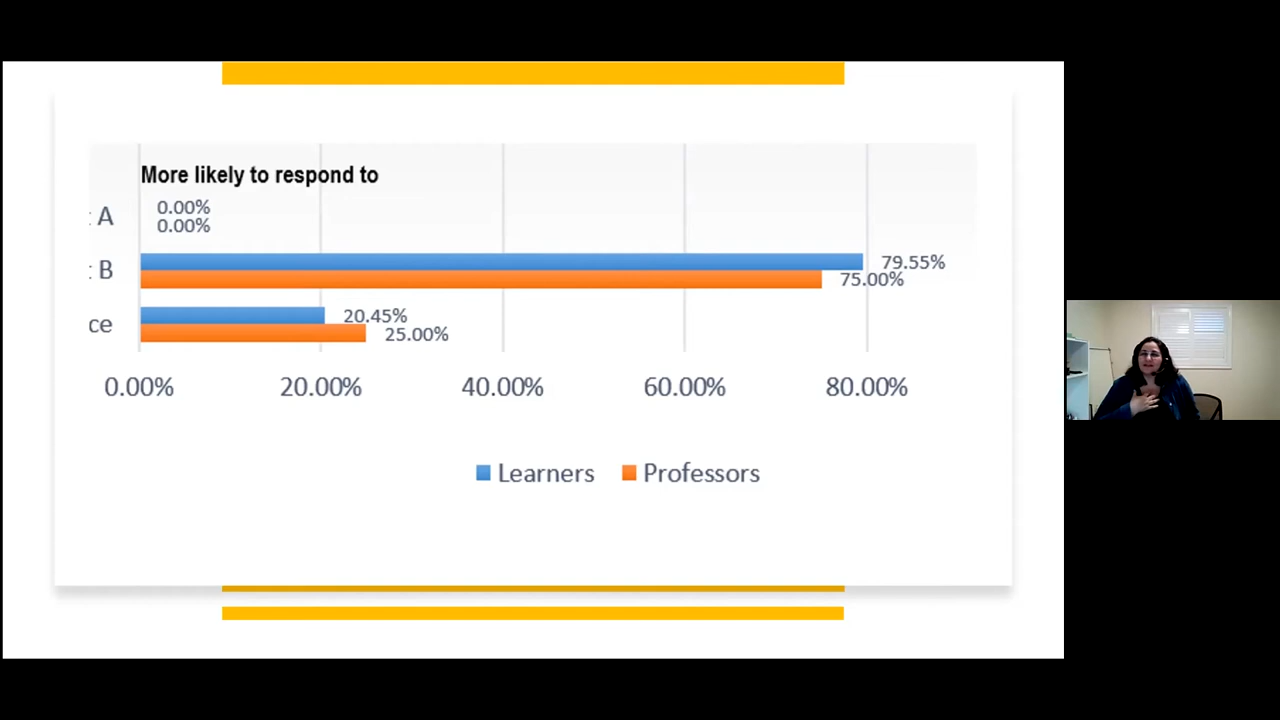 More likely to respond to
: A
0.00%
0.00%
: B
79.55%
75.00%
ce
20.45%
25.00%
0.00% 20.00% 40.00% 60.00% 80.00%
Learners Professors